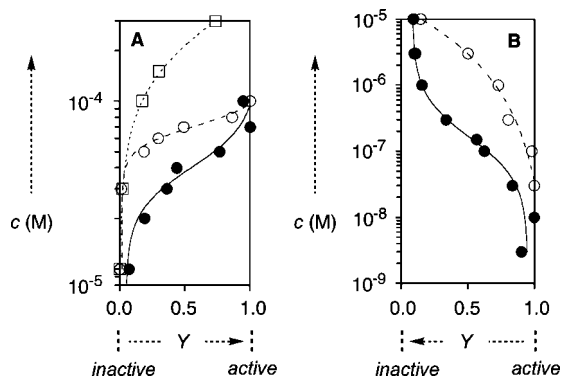 A
B
c (M)
10⁻⁴
10⁻⁵
0.0 0.5 1.0
Y
inactive active
c (M)
10⁻⁵
10⁻⁶
10⁻⁷
10⁻⁸
10⁻⁹
0.0 0.5 1.0
Y
inactive active